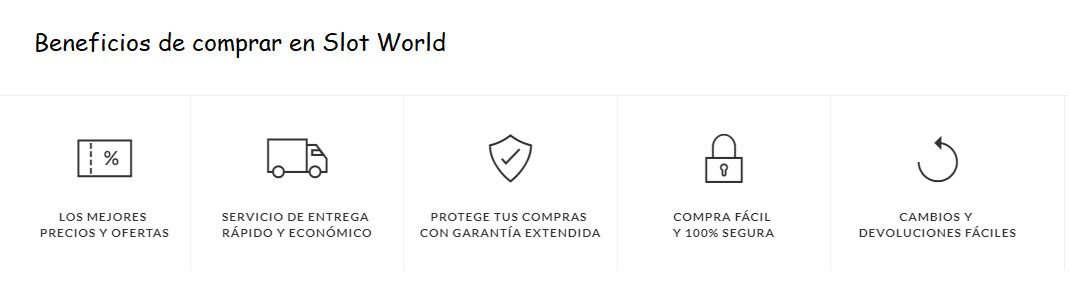 Beneficios de comprar en Slot World
%
LOS MEJORES
PRECIOS Y OFERTAS
SERVICIO DE ENTREGA
RÁPIDO Y ECONÓMICO
PROTEGE TUS COMPRAS
CON GARANTÍA EXTENDIDA
COMPRA FÁCIL
Y 100% SEGURA
CAMBIOS Y
DEVOLUCIONES FÁCILES